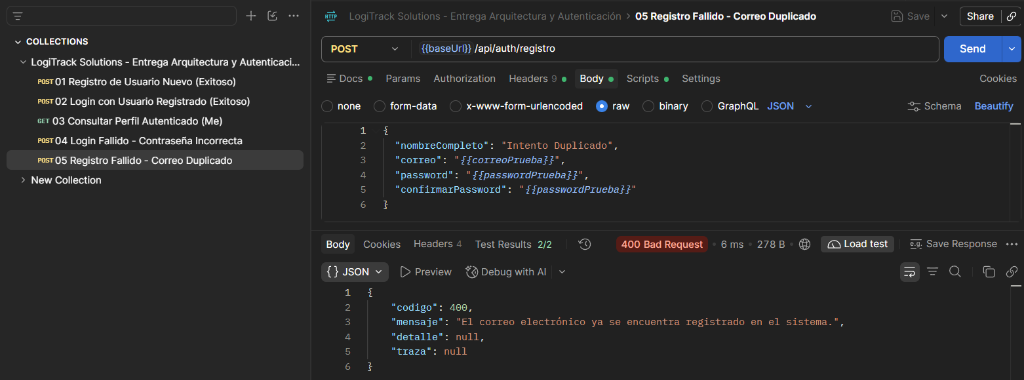 COLLECTIONS
LogiTrack Solutions - Entrega Arquitectura y Autenticaci...
POST 01 Registro de Usuario Nuevo (Exitoso)
POST 02 Login con Usuario Registrado (Exitoso)
GET 03 Consultar Perfil Autenticado (Me)
POST 04 Login Fallido - Contraseña Incorrecta
POST 05 Registro Fallido - Correo Duplicado
New Collection
HTTP LogiTrack Solutions - Entrega Arquitectura y Autenticación > 05 Registro Fallido - Correo Duplicado Save Share
POST {{baseUrl}} /api/auth/registro Send
Docs Params Authorization Headers 9 Body Scripts Settings Cookies
none form-data x-www-form-urlencoded raw binary GraphQL JSON Schema Beautify
1 {
2 "nombreCompleto": "Intento Duplicado",
3 "correo": "{{correoPrueba}}",
4 "password": "{{passwordPrueba}}",
5 "confirmarPassword": "{{passwordPrueba}}"
6 }
Body Cookies Headers 4 Test Results 2/2 400 Bad Request 6 ms 278 B Load test e.g. Save Response
{} JSON Preview Debug with AI
1 {
2 "codigo": 400,
3 "mensaje": "El correo electrónico ya se encuentra registrado en el sistema.",
4 "detalle": null,
5 "traza": null
6 }